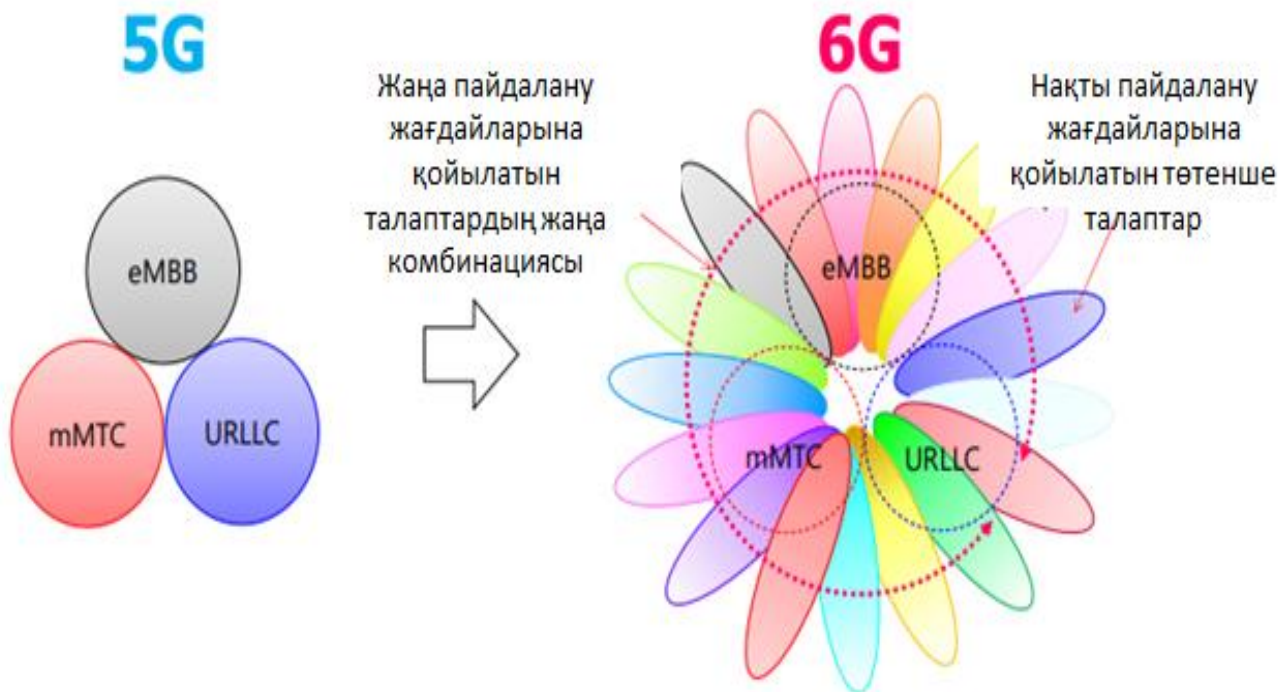 5G
6G
Жаңа пайдалану
жағдайларына
қойылатын
талаптардың жаңа
комбинациясы
Нақты пайдалану
жағдайларына
қойылатын төтенше
талаптар
eMBB
mMTC
URLLC
eMBB
mMTC
URLLC